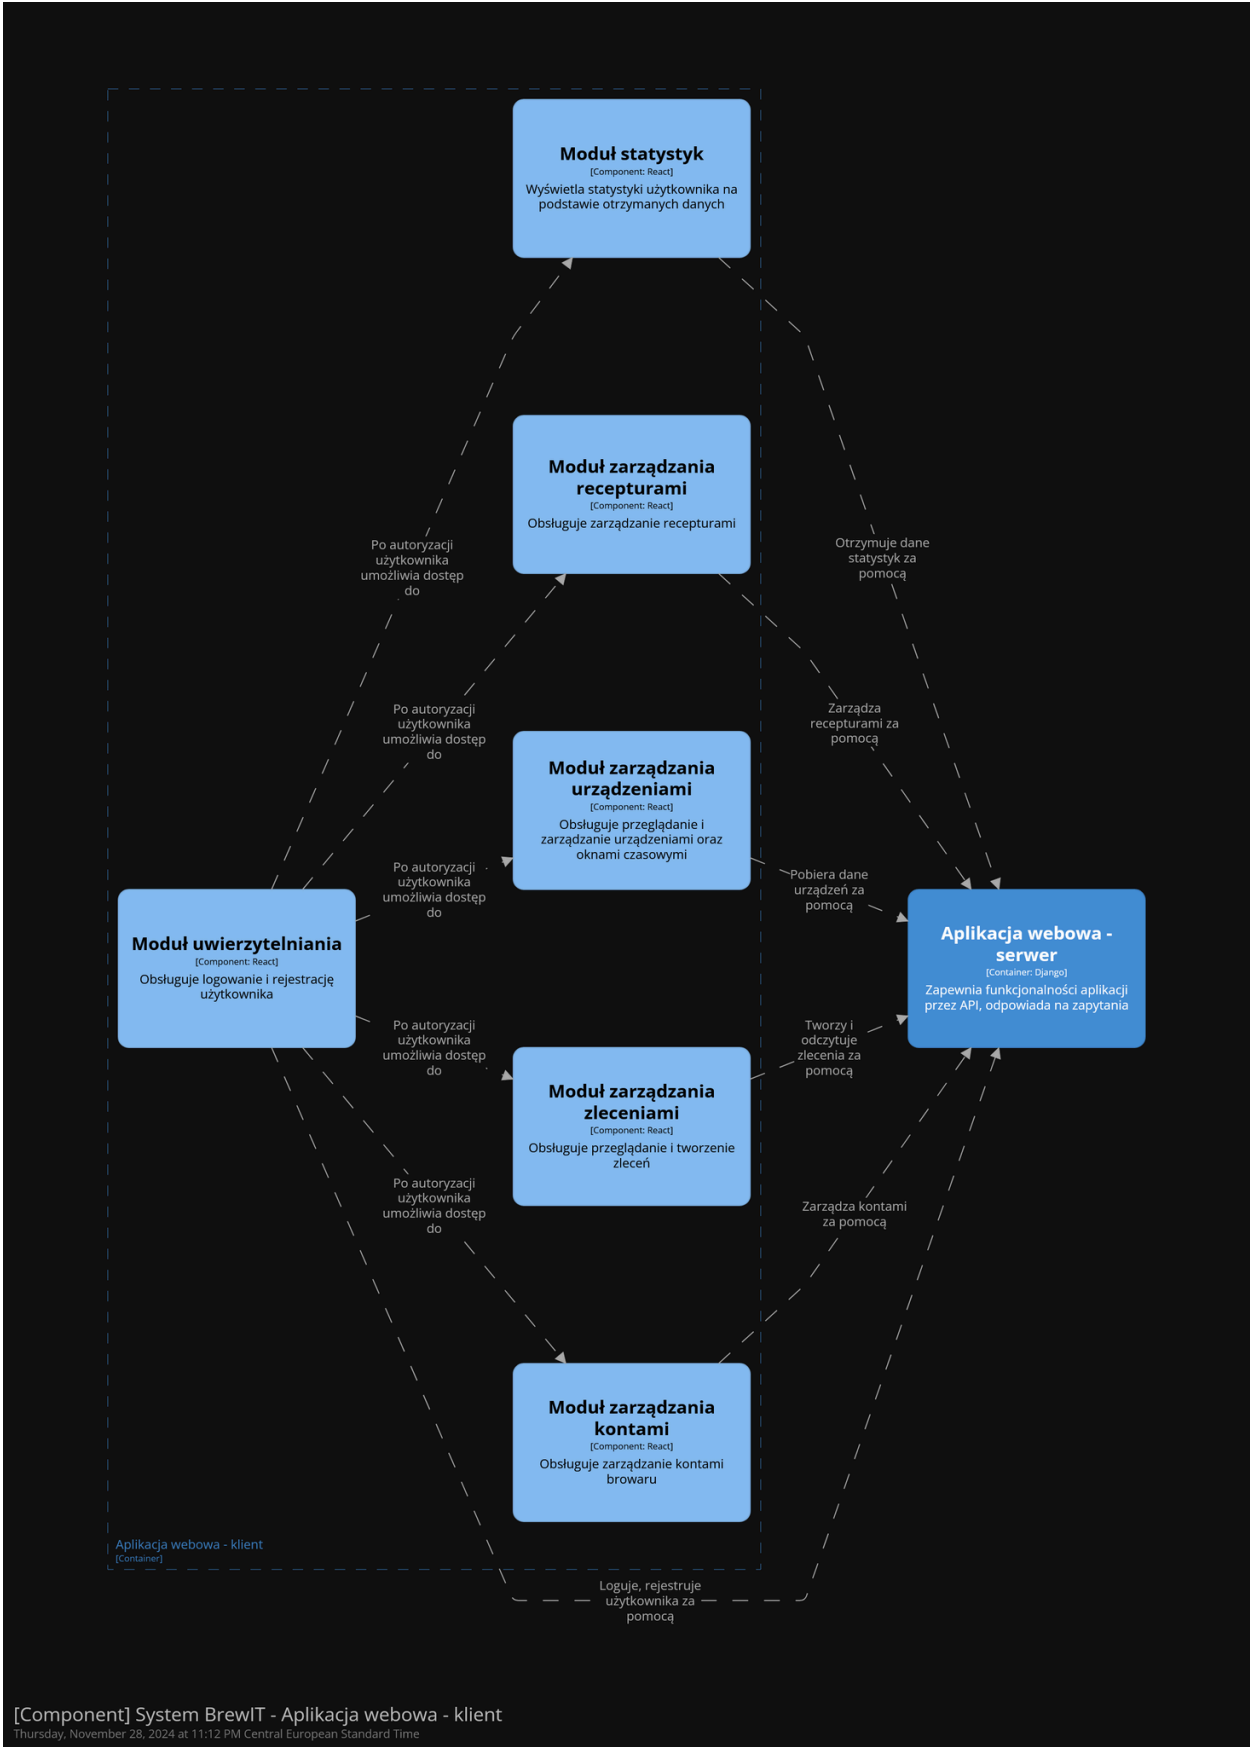 Moduł statystyk
[Component: React]
Wyświetla statystyki użytkownika na
podstawie otrzymanych danych
Moduł zarządzania
recepturami
[Component: React]
Obsługuje zarządzanie recepturami
Po autoryzacji
użytkownika
umożliwia dostęp
do
Otrzymuje dane
statystyk za
pomocą
Po autoryzacji
użytkownika
umożliwia dostęp
do
Zarządza
recepturami za
pomocą
Moduł zarządzania
urządzeniami
[Component: React]
Obsługuje przeglądanie i
zarządzanie urządzeniami oraz
oknami czasowymi
Po autoryzacji
użytkownika
umożliwia dostęp
do
Pobiera dane
urządzeń za
pomocą
Moduł uwierzytelniania
[Component: React]
Obsługuje logowanie i rejestrację
użytkownika
Aplikacja webowa -
serwer
[Container: Django]
Zapewnia funkcjonalności aplikacji
przez API, odpowiada na zapytania
Po autoryzacji
użytkownika
umożliwia dostęp
do
Tworzy i
odczytuje
zlecenia za
pomocą
Moduł zarządzania
zleceniami
[Component: React]
Obsługuje przeglądanie i tworzenie
zleceń
Po autoryzacji
użytkownika
umożliwia dostęp
do
Zarządza kontami
za pomocą
Moduł zarządzania
kontami
[Component: React]
Obsługuje zarządzanie kontami
browaru
Aplikacja webowa - klient
[Container]
Loguje, rejestruje
użytkownika za
pomocą
[Component] System BrewIT - Aplikacja webowa - klient
Thursday, November 28, 2024 at 11:12 PM Central European Standard Time